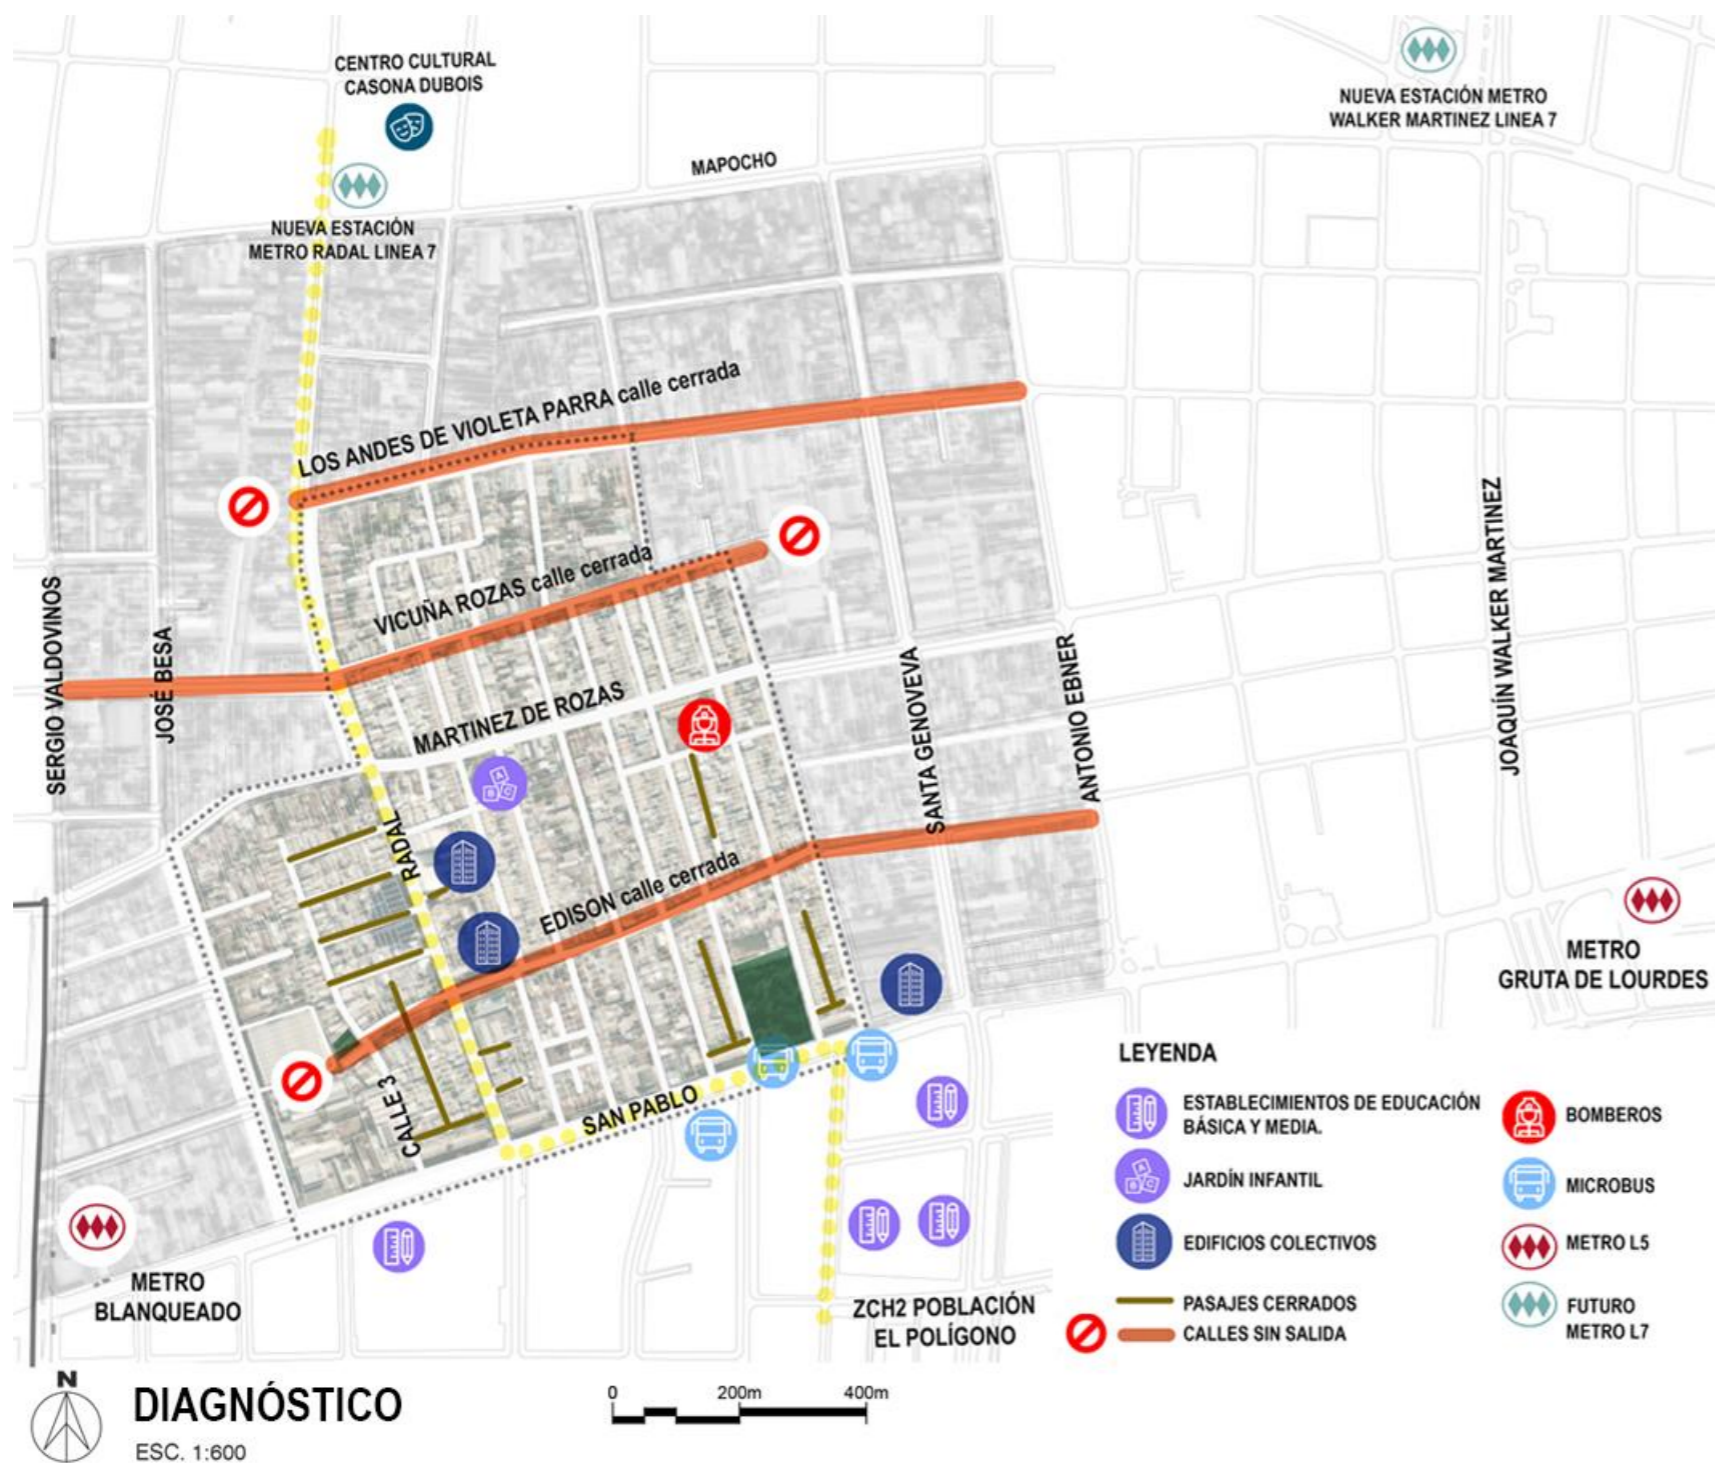 CENTRO CULTURAL
CASONA DUBOIS
NUEVA ESTACIÓN METRO
WALKER MARTINEZ LINEA 7
MAPOCHO
NUEVA ESTACIÓN
METRO RADAL LINEA 7
LOS ANDES DE VIOLETA PARRA calle cerrada
VICUÑA ROZAS calle cerrada
SERGIO VALDOVINOS
JOSÉ BESA
MARTINEZ DE ROZAS
SANTA GENOVEVA
ANTONIO EBNER
JOAQUÍN WALKER MARTINEZ
A
B C
RADAL
EDISON calle cerrada
METRO
GRUTA DE LOURDES
CALLE 3
SAN PABLO
METRO
BLANQUEADO
ZCH2 POBLACIÓN
EL POLÍGONO
LEYENDA
ESTABLECIMIENTOS DE EDUCACIÓN
BÁSICA Y MEDIA.
A
B C
JARDÍN INFANTIL
EDIFICIOS COLECTIVOS
PASAJES CERRADOS
CALLES SIN SALIDA
BOMBEROS
MICROBUS
METRO L5
FUTURO
METRO L7
N
DIAGNÓSTICO
ESC. 1:600
0 200m 400m